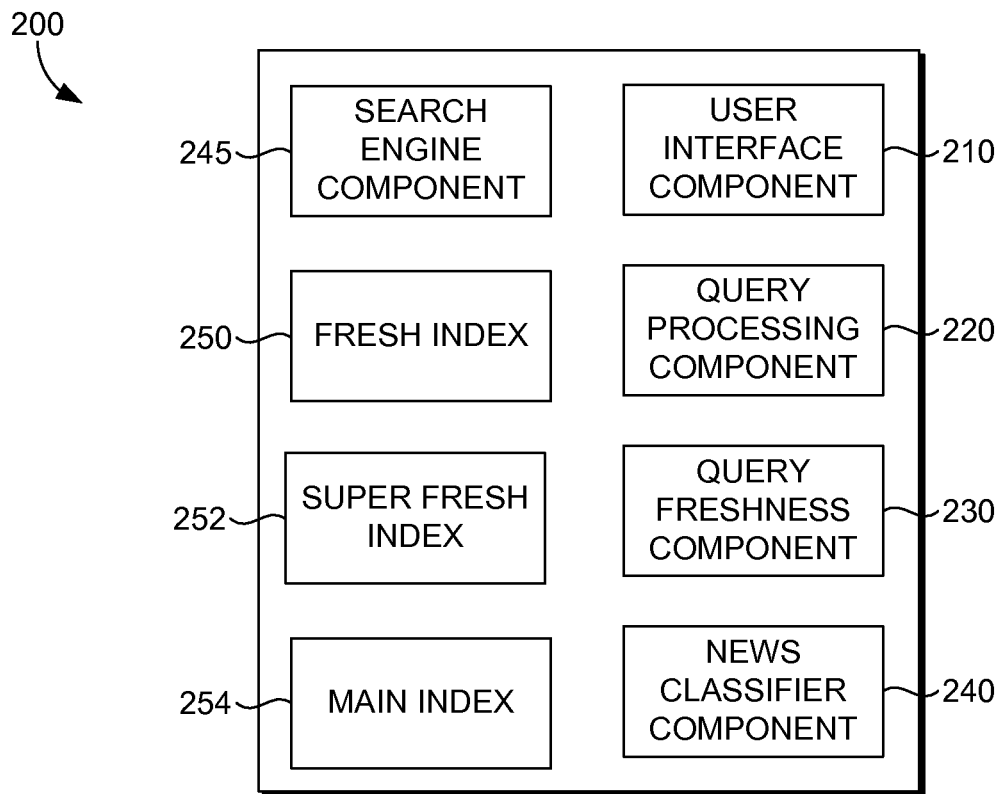 200
SEARCH
ENGINE
COMPONENT
245
USER
INTERFACE
COMPONENT
210
FRESH INDEX
250
QUERY
PROCESSING
COMPONENT
220
SUPER FRESH
INDEX
252
QUERY
FRESHNESS
COMPONENT
230
MAIN INDEX
254
NEWS
CLASSIFIER
COMPONENT
240